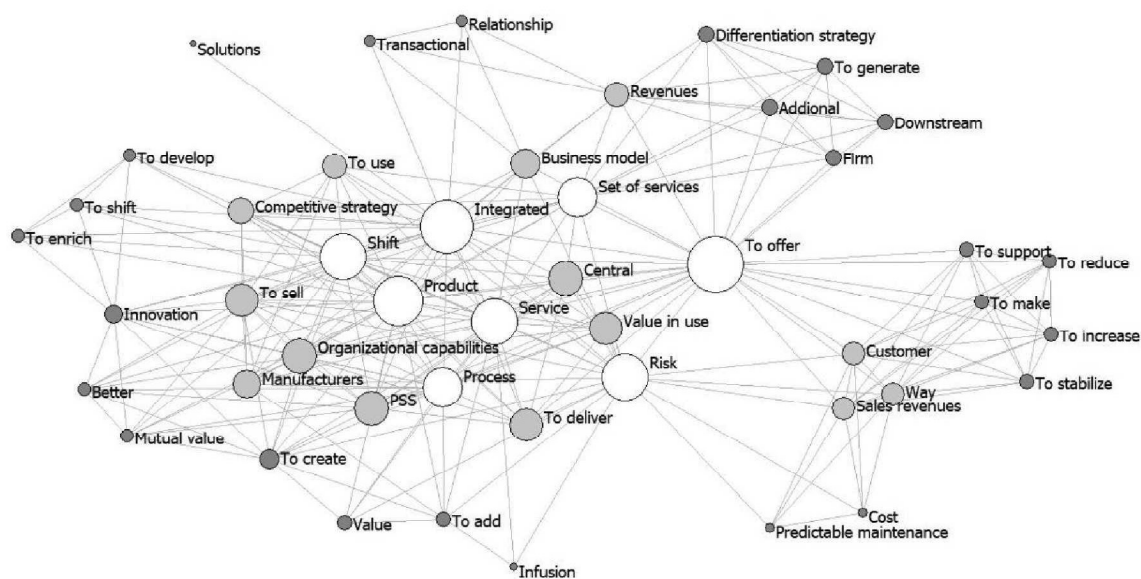 Relationship
Differentiation strategy
Transactional
Solutions
To generate
Revenues
Addional
Downstream
Firm
To develop
To use
Business model
Set of services
To shift
Competitive strategy
Integrated
To enrich
Shift
To offer
To support
To reduce
Central
Product
To sell
To make
Innovation
Service
Value in use
To increase
Organizational capabilities
Customer
Risk
Manufacturers
Process
To stabilize
Better
PSS
Way
Sales revenues
To deliver
Mutual value
To create
Value
To add
Cost
Predictable maintenance
Infusion